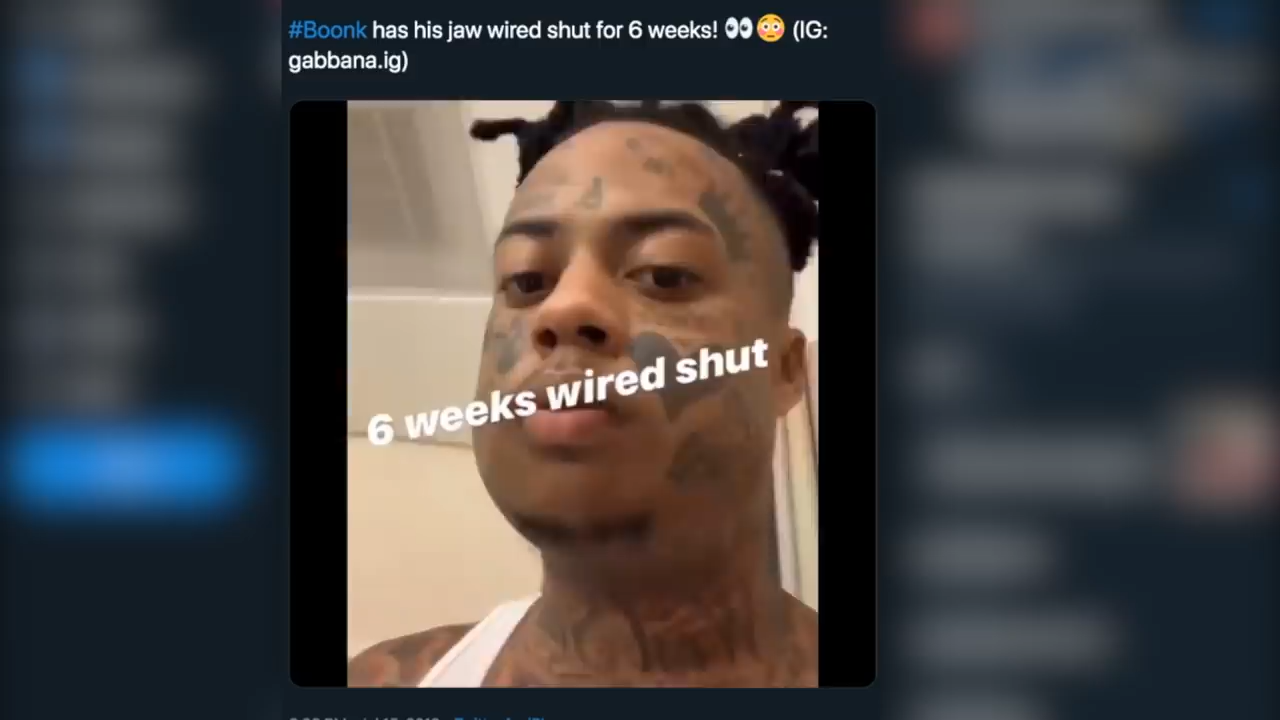 #Boonk has his jaw wired shut for 6 weeks! 👀😳 (IG:
gabbana.ig)
6 weeks wired shut